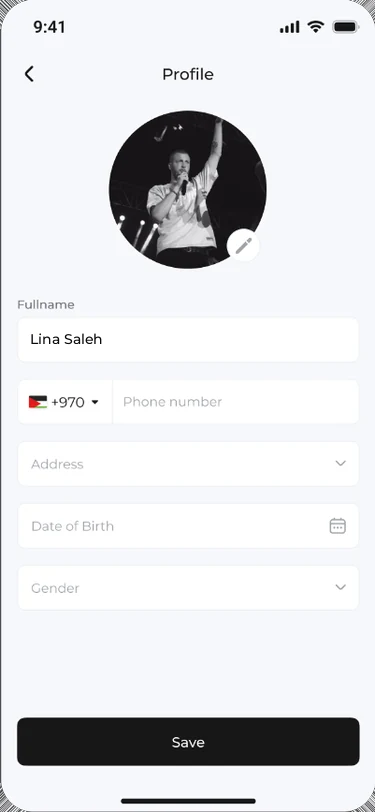 9:41
Profile
Fullname
Lina Saleh
+970
Phone number
Address
Date of Birth
Gender
Save